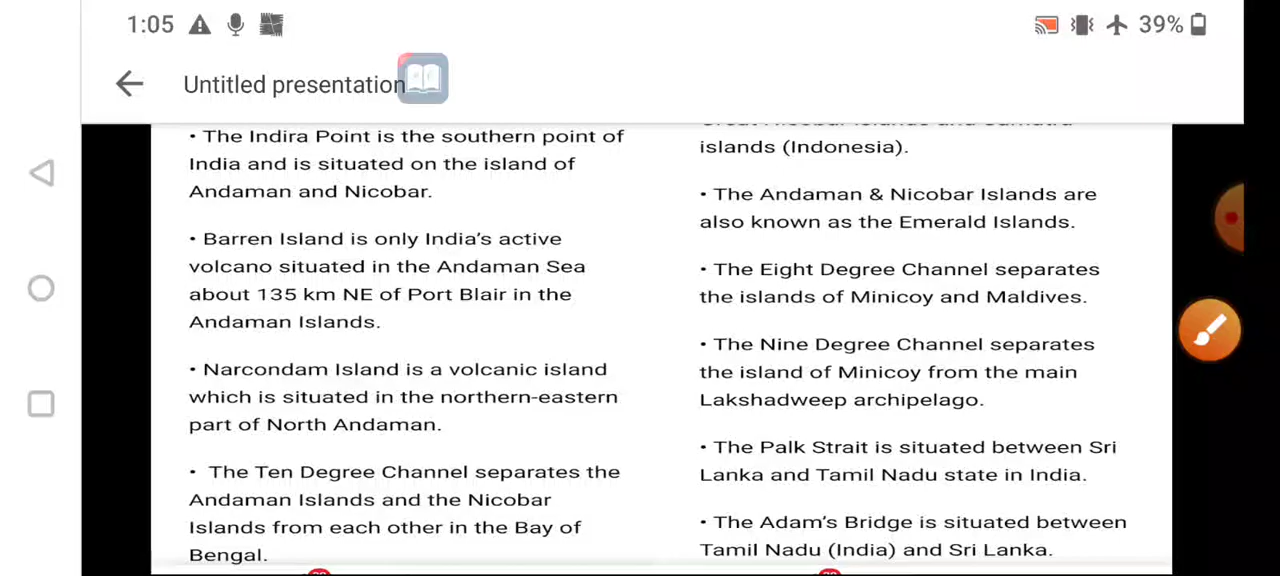 1:05
39%
Untitled presentation
• The Indira Point is the southern point of
India and is situated on the island of
Andaman and Nicobar.
• Barren Island is only India's active
volcano situated in the Andaman Sea
about 135 km NE of Port Blair in the
Andaman Islands.
• Narcondam Island is a volcanic island
which is situated in the northern-eastern
part of North Andaman.
• The Ten Degree Channel separates the
Andaman Islands and the Nicobar
Islands from each other in the Bay of
Bengal.
islands (Indonesia).
• The Andaman & Nicobar Islands are
also known as the Emerald Islands.
• The Eight Degree Channel separates
the islands of Minicoy and Maldives.
• The Nine Degree Channel separates
the island of Minicoy from the main
Lakshadweep archipelago.
• The Palk Strait is situated between Sri
Lanka and Tamil Nadu state in India.
• The Adam's Bridge is situated between
Tamil Nadu (India) and Sri Lanka.